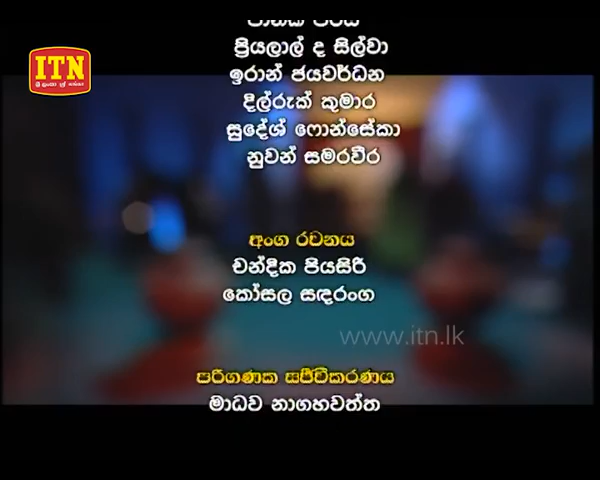 ප්‍රියලාල් ද සිල්වා
ITN
ඉරාන් ජයවර්ධන
දිල්රුක් කුමාර
සුදේශ් ෆොන්සේකා
නුවන් සමරවීර
අංග රචනය
චන්දික පියසිරි
කෝසල සඳරංග
www.itn.lk
පරිගණක සජීවීකරණය
මාධව නාගහවත්ත